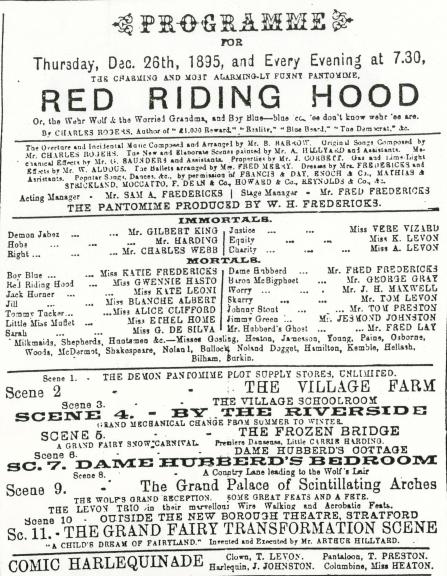 PROGRAMME
FOR
Thursday, Dec. 26th, 1895, and Every Evening at 7.30,
THE CHARMING AND MOST ALARMING-LY FUNNY PANTOMIME,
RED RIDING HOOD
Or, the Wehr Wolf & the Worried Grandma, and Boy Blue—blue 'ee don't know wehr 'ee are.
By CHARLES ROGERS, Author of "£1,000 Reward," "Reality," "Blue Beard," "The Democrat," &c.
The Overture and Incidental Music Composed and Arranged by Mr. S. BARROW. Original Songs Composed by
Mr. CHARLES ROGERS. The New and Elaborate Scenes painted by Mr. A. HILLYARD and Assistants. Me-
chanical Effects by Mr. G. SAUNDERS and Assistants. Properties by Mr. J. CORBETT. Gas and Lime-Light
Effects by Mr. W. ALDOUS. The Ballets arranged by Mrs. FRED MERCY. Dresses by Mrs. FREDERICKS and
Assistants. Popular Songs, Dances, &c., by permission of FRANCIS & DAY, ENOCH & Co., MATHIAS &
STRICKLAND, MOCCATTO, F. DEAN & Co., HOWARD & Co., REYNOLDS & Co., &c.
Acting Manager - Mr. SAM A. FREDERICKS | Stage Manager - Mr. FRED FREDERICKS
THE PANTOMIME PRODUCED BY W. H. FREDERICKS.
IMMORTALS.
Demon Jabez ... ... Mr. GILBERT KING
Hobs ... ... Mr. HARDING
Right ... ... Mr. CHARLES WEBB
Justice ... ... Miss VERE VIZARD
Equity ... ... Miss K. LEVON
Charity ... ... Miss A. LEVON
MORTALS.
Boy Blue ... ... Miss KATIE FREDERICKS
Red Riding Hood ... Miss GWENNIE HASTO
Jack Horner ... ... Miss KATE LEONI
Jill ... ... Miss BLANCHE ALBERT
Tommy Tucker... ... Miss ALICE CLIFFORD
Little Miss Muffet ... Miss ETHEL HOME
Sarah ... ... Miss G. DE SILVA
Dame Hubberd ... Mr. FRED FREDERICKS
Baron McBigpheet ... Mr. GEORGE GRAY
Worry ... ... Mr. J. H. MAXWELL
Skurry ... ... Mr. TOM LEVON
Johnny Stout ... ... Mr. TOM PRESTON
Jimmy Green ... Mr. JESMOND JOHNSTON
Mr. Hubberd's Ghost ... Mr. FRED LAY
Milkmaids, Shepherds, Huntsmen &c.—Misses Gosling, Heaton, Jamerson, Young, Paine, Osborne,
Woods, McDermot, Shakespeare, Nolan, Bullock, Noland Dogget, Hamilton, Kemble, Hellash,
Bilham, Barkin.
Scene 1. - THE DEMON PANTOMIME PLOT SUPPLY STORES, UNLIMITED.
Scene 2 - - THE VILLAGE FARM
Scene 3. - THE VILLAGE SCHOOLROOM
SCENE 4. - BY THE RIVERSIDE
GRAND MECHANICAL CHANGE FROM SUMMER TO WINTER.
SCENE 5. - THE FROZEN BRIDGE
A GRAND FAIRY SNOW CARNIVAL. Premiere Danseuse, Little CARRIE HARDING.
Scene 6. - DAME HUBBERD'S COTTAGE
SC. 7. DAME HUBBERD'S BEDROOM
Scene 8. - A Country Lane leading to the Wolf's Lair
Scene 9. - The Grand Palace of Scintillating Arches
THE WOLF'S GRAND RECEPTION. SOME GREAT FEATS AND A FETE.
THE LEVON TRIO in their marvellous Wire Walking and Acrobatic Feats.
Scene 10 - OUTSIDE THE NEW BOROUGH THEATRE, STRATFORD
Sc. 11. - THE GRAND FAIRY TRANSFORMATION SCENE
"A CHILD'S DREAM OF FAIRYLAND." Invented and Executed by Mr. ARTHUR HILLYARD.
COMIC HARLEQUINADE
Clown, T. LEVON. Pantaloon, T. PRESTON.
Harlequin, J. JOHNSTON. Columbine, Miss HEATON.